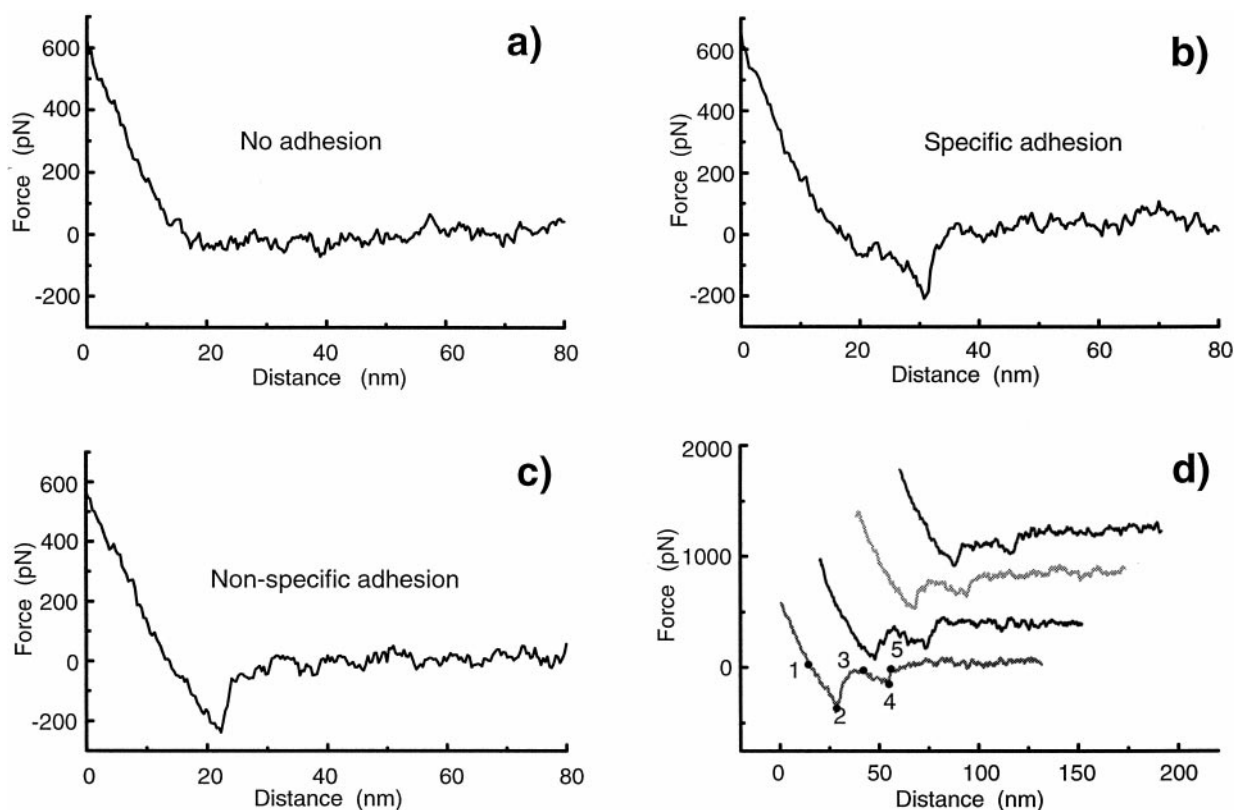 a)
600
400
200
0
-200
Force (pN)
No adhesion
0 20 40 60 80
Distance (nm)
b)
600
400
200
0
-200
Force (pN)
Specific adhesion
0 20 40 60 80
Distance (nm)
c)
600
400
200
0
-200
Force (pN)
Non-specific adhesion
0 20 40 60 80
Distance (nm)
d)
2000
1000
0
Force (pN)
1 2 3 4 5
0 50 100 150 200
Distance (nm)